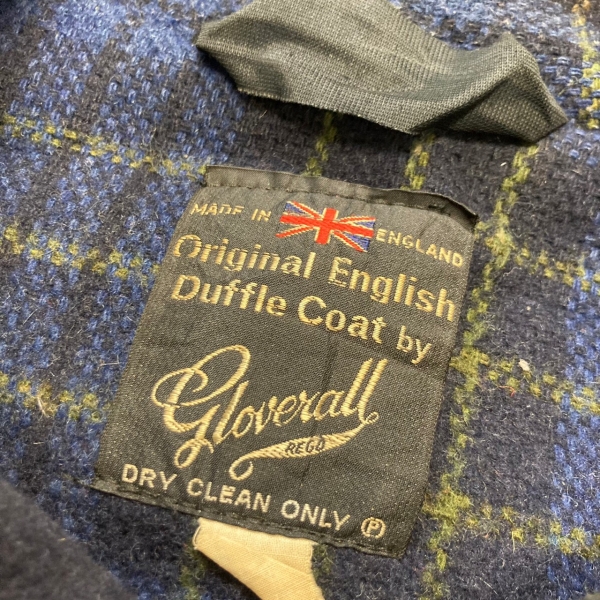 MADE IN ENGLAND
Original English
Duffle Coat by
Gloverall
REGD
DRY CLEAN ONLY Ⓟ